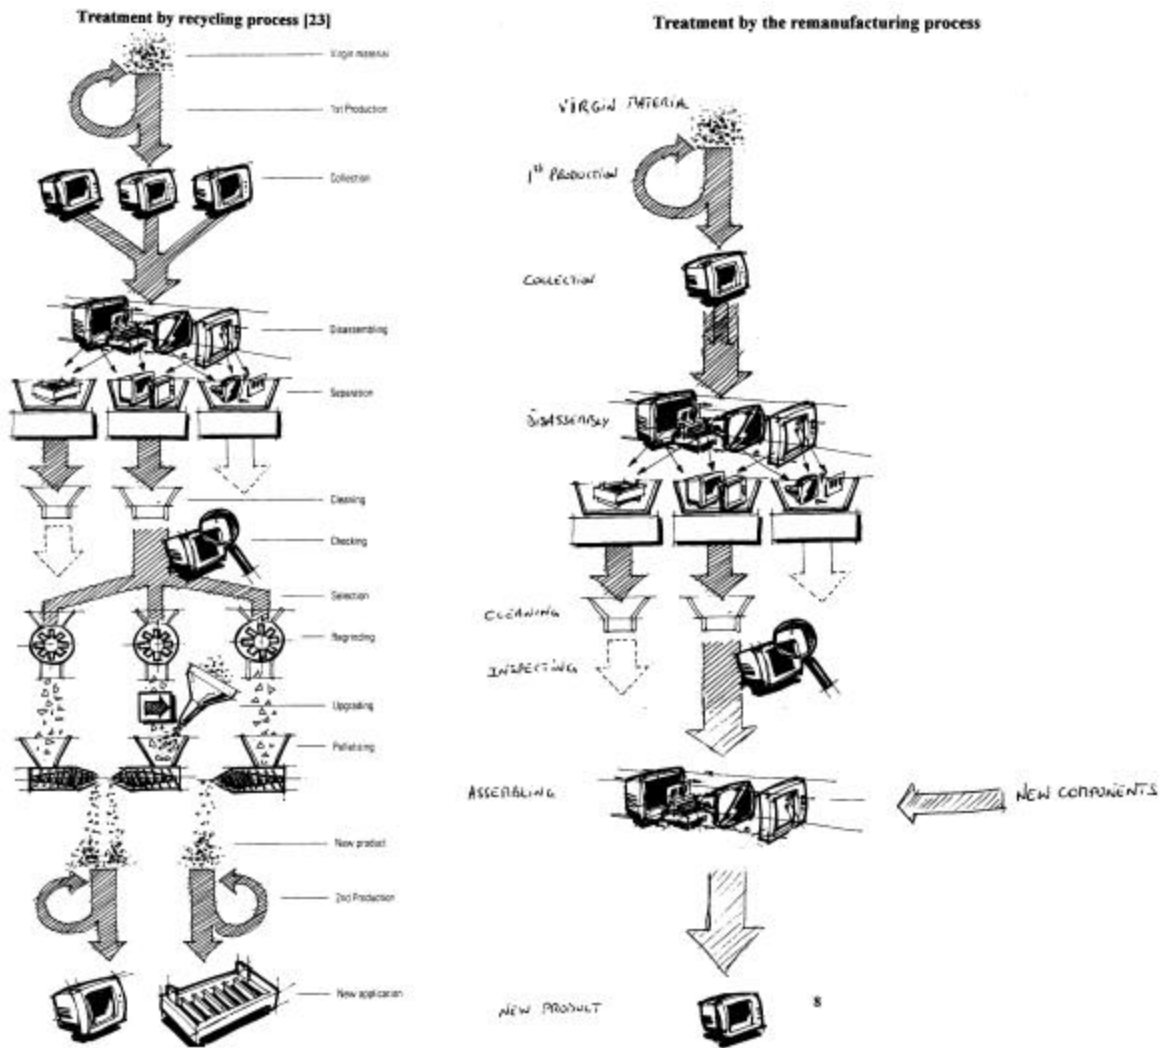 Treatment by recycling process [23]
Virgin material
1st Production
Collection
Disassembling
Separation
Cleaning
Checking
Selection
Regrinding
Upgrading
Pelletising
New product
2nd Production
New application
Treatment by the remanufacturing process
VIRGIN MATERIAL
1st PRODUCTION
COLLECTION
DISASSEMBLY
CLEANING
INSPECTING
ASSEMBLING
NEW COMPONENTS
NEW PRODUCT
8